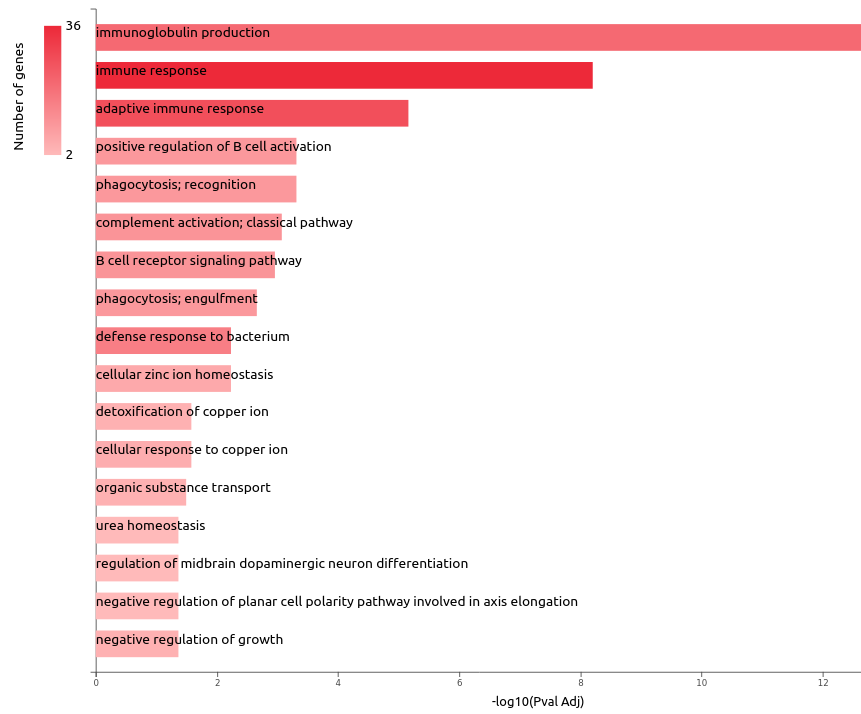 36
Number of genes
2
immunoglobulin production
immune response
adaptive immune response
positive regulation of B cell activation
phagocytosis; recognition
complement activation; classical pathway
B cell receptor signaling pathway
phagocytosis; engulfment
defense response to bacterium
cellular zinc ion homeostasis
detoxification of copper ion
cellular response to copper ion
organic substance transport
urea homeostasis
regulation of midbrain dopaminergic neuron differentiation
negative regulation of planar cell polarity pathway involved in axis elongation
negative regulation of growth
0 2 4 6 8 10 12
-log10(Pval Adj)